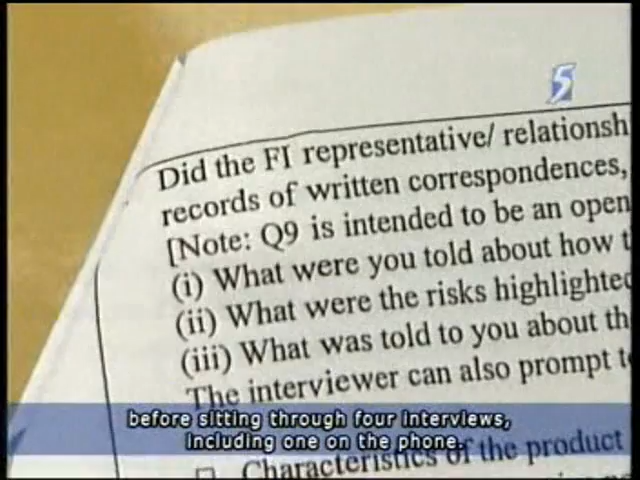 5
Did the FI representative/ relationsh
records of written correspondences,
[Note: Q9 is intended to be an open
(i) What were you told about how t
(ii) What were the risks highlighted
(iii) What was told to you about th
The interviewer can also prompt t
before sitting through four interviews,
including one on the phone.
Characteristics of the product